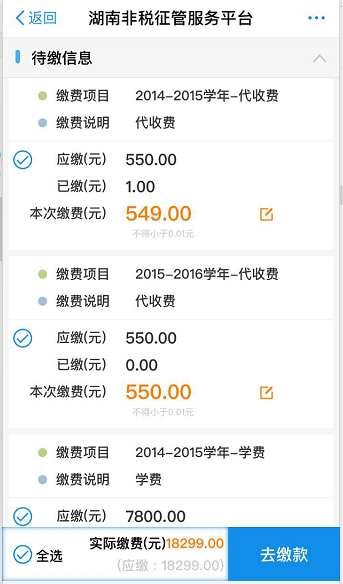 返回 湖南非税征管服务平台
待缴信息
缴费项目 2014-2015学年-代收费
缴费说明 代收费
应缴(元) 550.00
已缴(元) 1.00
本次缴费(元) 549.00
不得小于0.01元
缴费项目 2015-2016学年-代收费
缴费说明 代收费
应缴(元) 550.00
已缴(元) 0.00
本次缴费(元) 550.00
不得小于0.01元
缴费项目 2014-2015学年-学费
缴费说明 学费
应缴(元) 7800.00
全选 实际缴费(元)18299.00 去缴款
(应缴：18299.00)